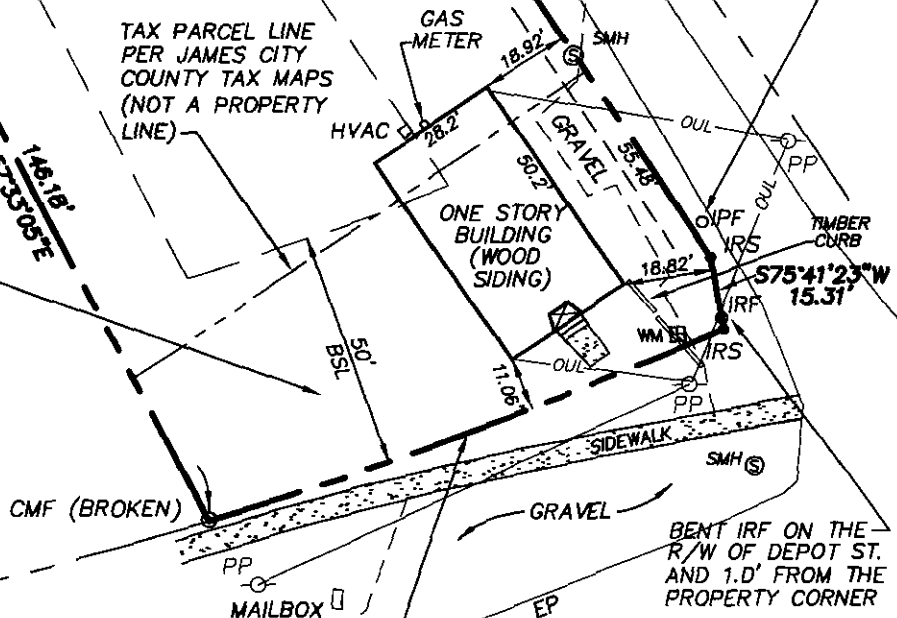 TAX PARCEL LINE
PER JAMES CITY
COUNTY TAX MAPS
(NOT A PROPERTY
LINE)
GAS
METER
HVAC
28.2'
18.92'
SMH
GRAVEL
55.48'
OUL
OUL
PP
146.18'
7°33'05"E
50.2'
ONE STORY
BUILDING
(WOOD
SIDING)
IPF
IRS
TIMBER
CURB
18.82'
S75°41'23"W
15.31'
IRF
WM
IRS
50'
BSL
OUL
11.06'
PP
SIDEWALK
SMH
CMF (BROKEN)
GRAVEL
PP
MAILBOX
EP
BENT IRF ON THE
R/W OF DEPOT ST.
AND 1.0' FROM THE
PROPERTY CORNER